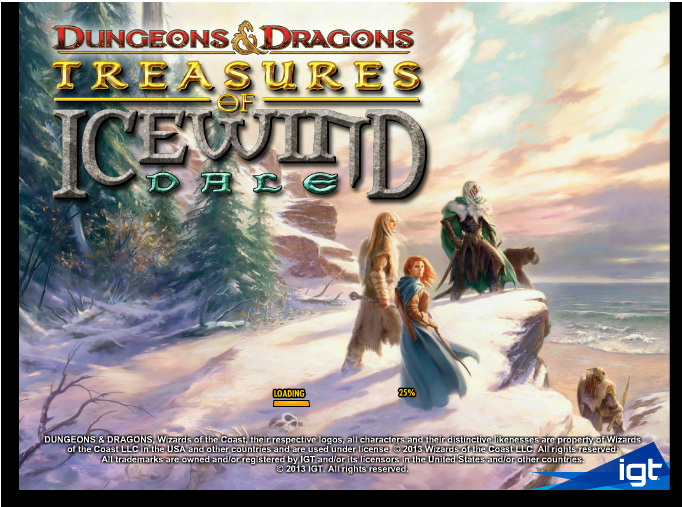 DUNGEONS & DRAGONS
TREASURES
OF
ICEWIND
DALE
LOADING 25%
DUNGEONS & DRAGONS, Wizards of the Coast, their respective logos, all characters and their distinctive likenesses are property of Wizards
of the Coast LLC in the USA and other countries and are used under license © 2013 Wizards of the Coast LLC. All rights reserved.
All trademarks are owned and/or registered by IGT and/or its licensors in the United States and/or other countries.
© 2013 IGT. All rights reserved.
igt